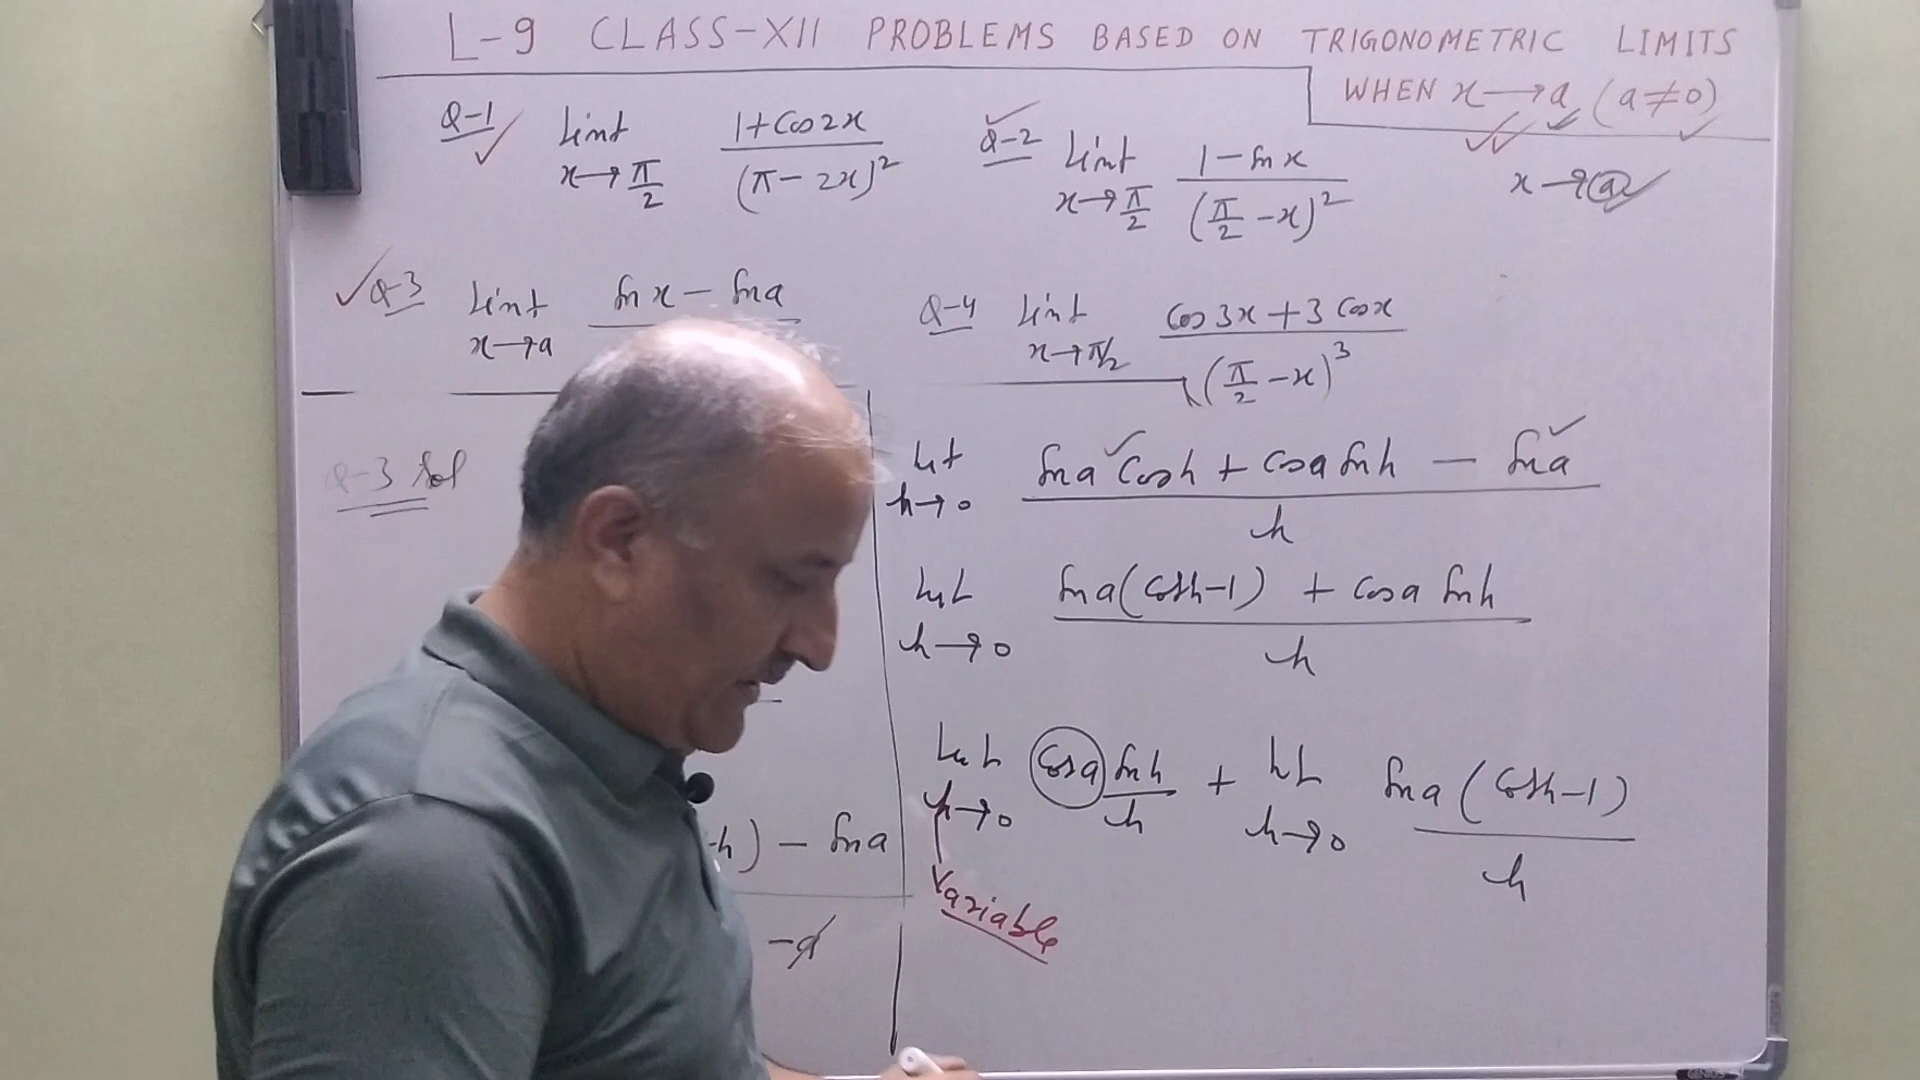 L-9 CLASS-XII PROBLEMS BASED ON TRIGONOMETRIC LIMITS
WHEN x→a (a≠0)
x→a
Q-1 Limt x→π/2 (1+Cos2x)/(π-2x)²
Q-2 Limt x→π/2 (1-Sinx)/(π/2-x)²
Q-3 Limt x→a Sinx-Sina
Q-4 Limt x→π/2 (Cos3x+3Cosx)/(π/2-x)³
Q-3 Sol
-h)-Sina
-a
Lt h→0 (Sina Cosh + Cosa Sinh - Sina)/h
Lt h→0 (Sina(Cosh-1) + Cosa Sinh)/h
Lt h→0 Cosa Sinh/h + Lt h→0 Sina(Cosh-1)/h
Variable